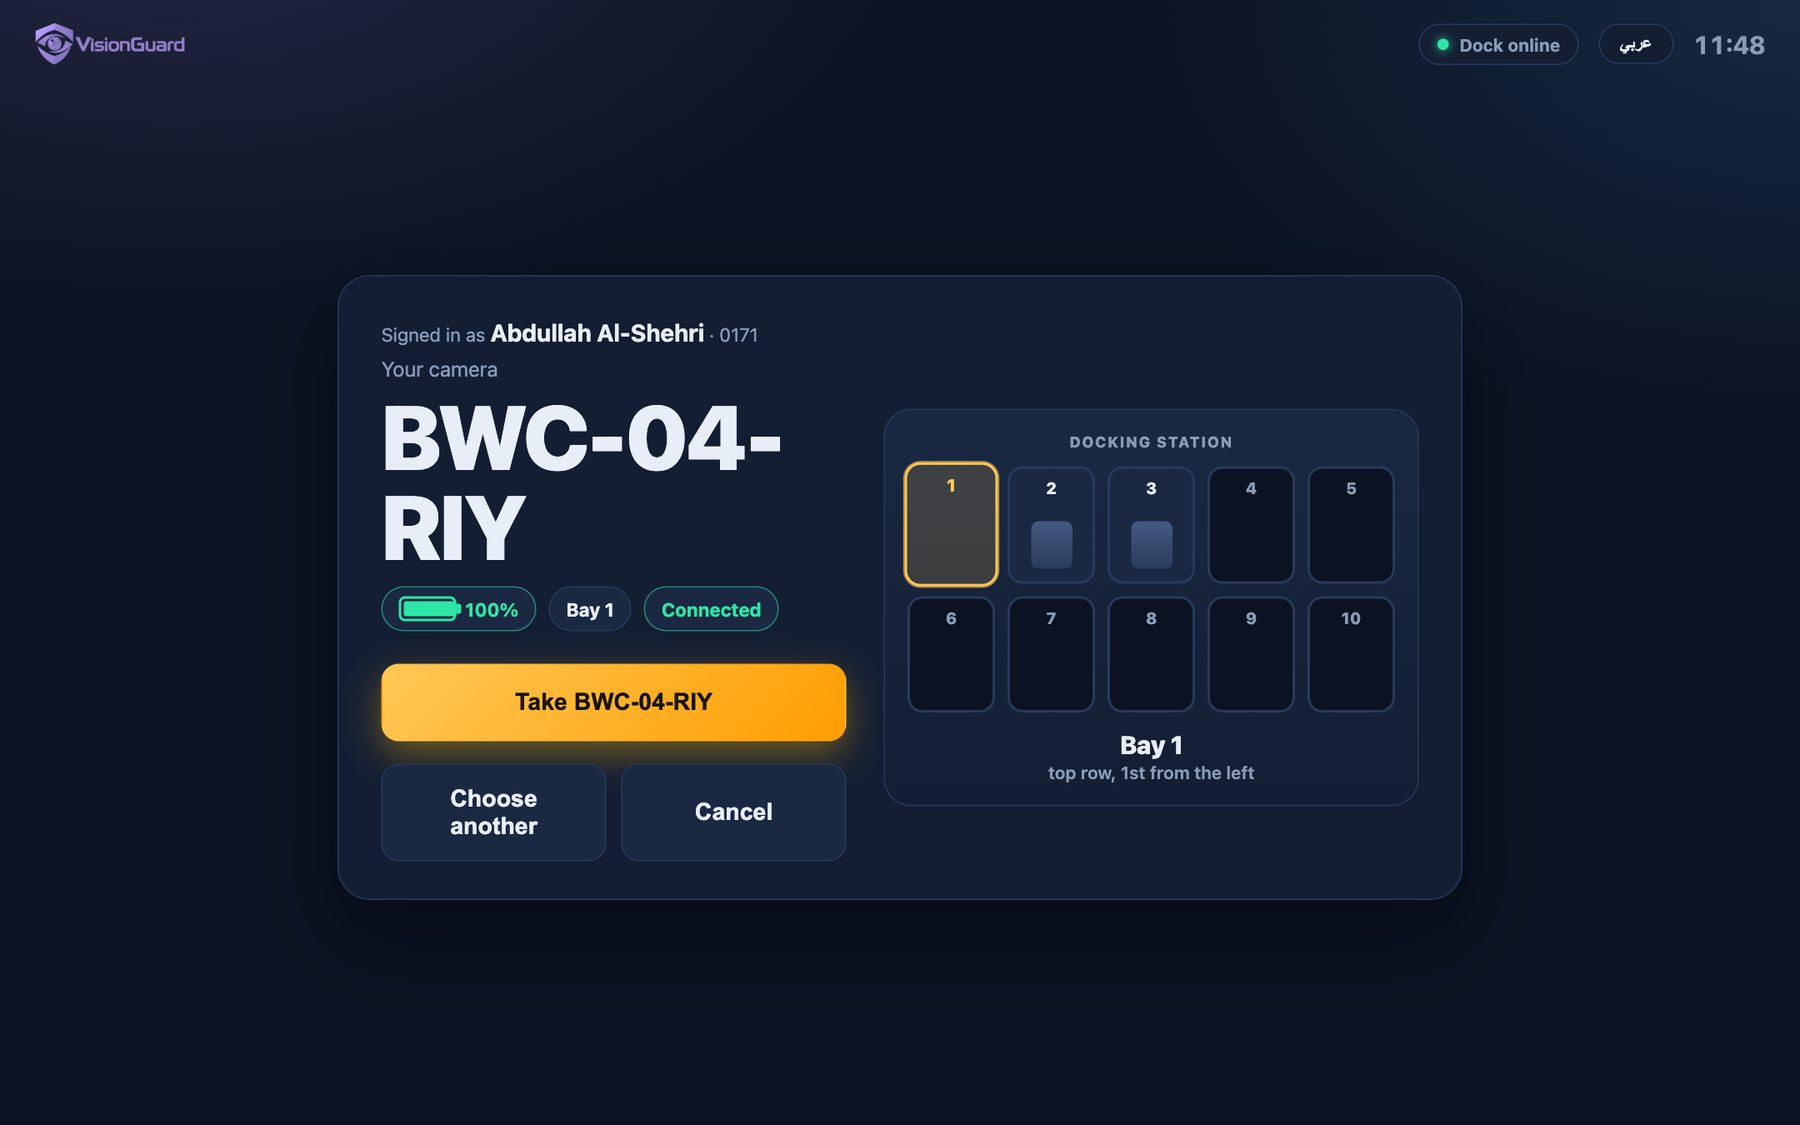 VisionGuard
Dock online
عربي
11:48
Signed in as Abdullah Al-Shehri · 0171
Your camera
BWC-04-
RIY
100%
Bay 1
Connected
Take BWC-04-RIY
Choose
another
Cancel
DOCKING STATION
1 2 3 4 5
6 7 8 9 10
Bay 1
top row, 1st from the left